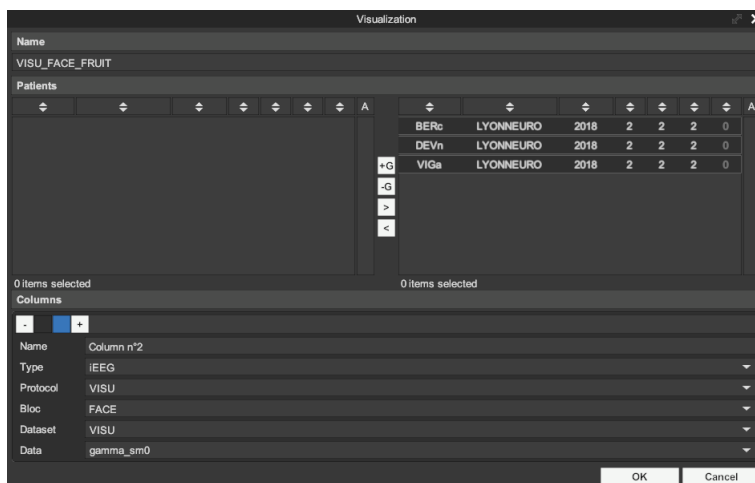 Visualization
Name
VISU_FACE_FRUIT
Patients
A
A
BERc LYONNEURO 2018 2 2 2 0
DEVn LYONNEURO 2018 2 2 2 0
VIGa LYONNEURO 2018 2 2 2 0
+G
-G
>
<
0 items selected
0 items selected
Columns
- +
Name Column n°2
Type iEEG
Protocol VISU
Bloc FACE
Dataset VISU
Data gamma_sm0
OK Cancel